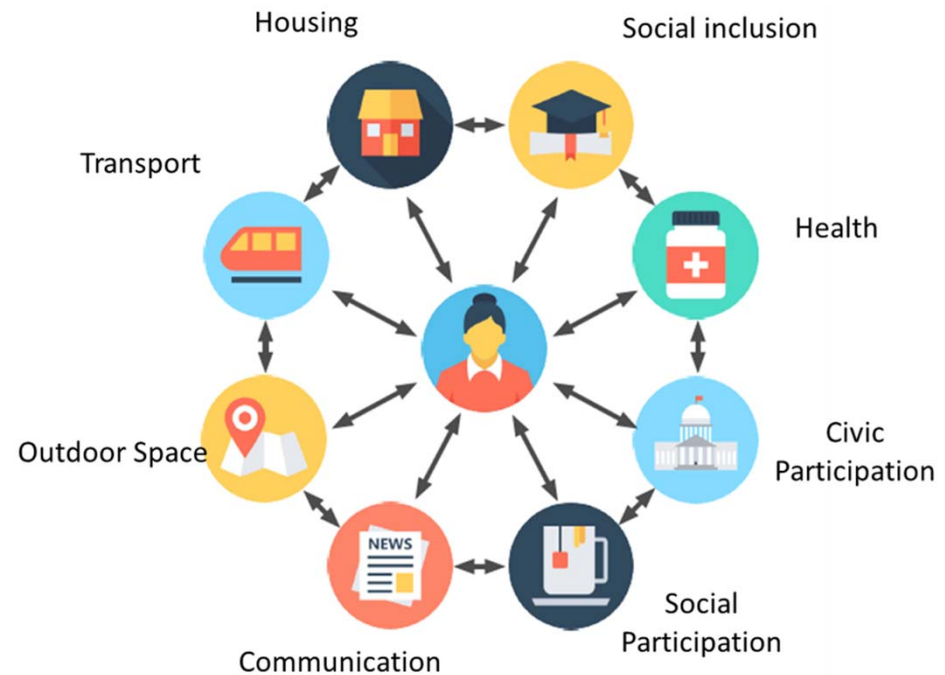 Housing
Social inclusion
Transport
Health
Outdoor Space
Civic
Participation
NEWS
Social
Participation
Communication